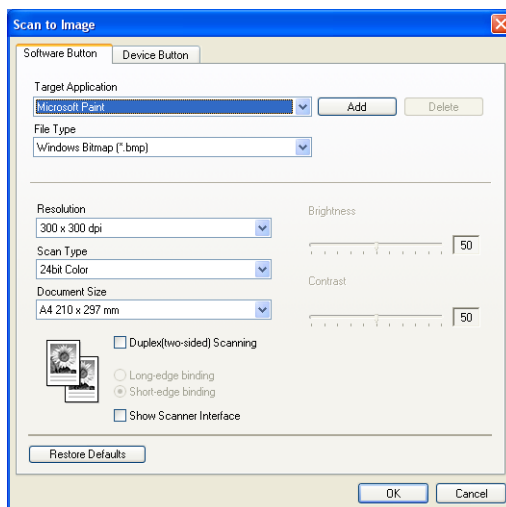 Scan to Image
Software Button Device Button
Target Application
Microsoft Paint Add Delete
File Type
Windows Bitmap (*.bmp)
Resolution Brightness
300 x 300 dpi
50
Scan Type
24bit Color
Contrast
Document Size
A4 210 x 297 mm
50
Duplex(two-sided) Scanning
Long-edge binding
Short-edge binding
Show Scanner Interface
Restore Defaults
OK Cancel